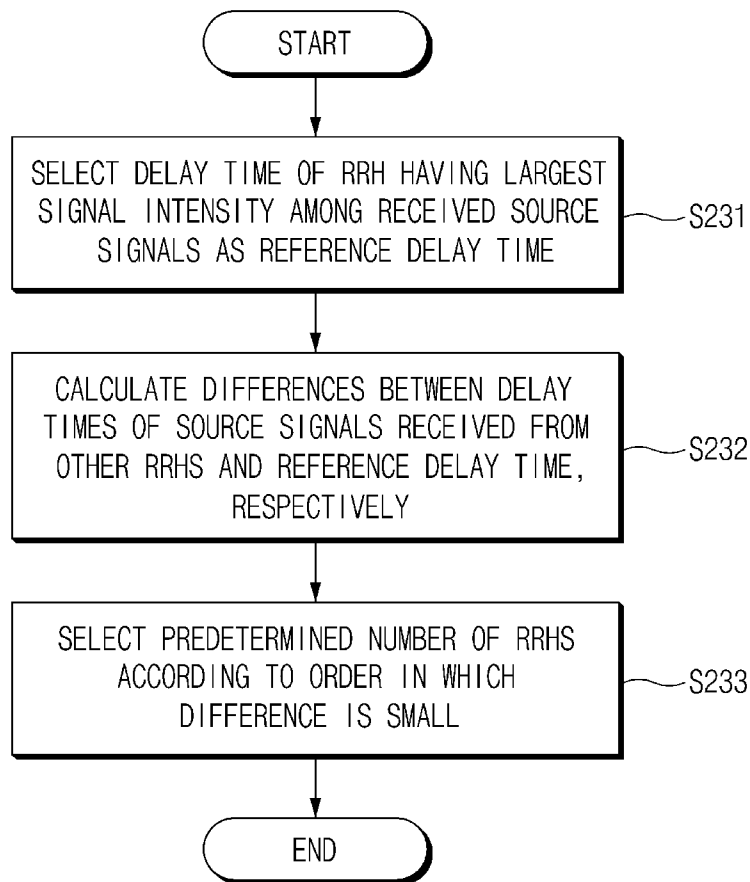 START
SELECT DELAY TIME OF RRH HAVING LARGEST
SIGNAL INTENSITY AMONG RECEIVED SOURCE
SIGNALS AS REFERENCE DELAY TIME
S231
CALCULATE DIFFERENCES BETWEEN DELAY
TIMES OF SOURCE SIGNALS RECEIVED FROM
OTHER RRHS AND REFERENCE DELAY TIME,
RESPECTIVELY
S232
SELECT PREDETERMINED NUMBER OF RRHS
ACCORDING TO ORDER IN WHICH
DIFFERENCE IS SMALL
S233
END